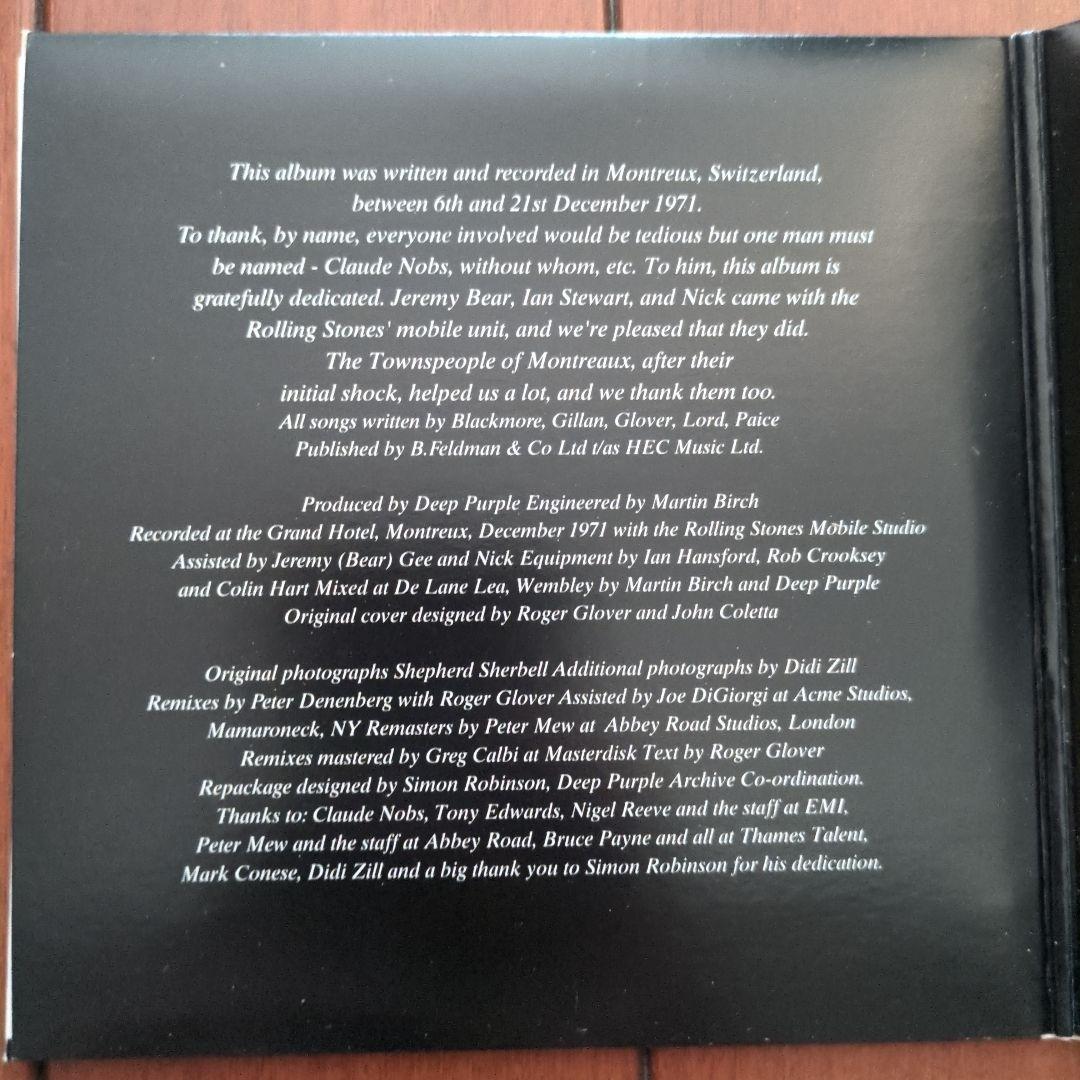 This album was written and recorded in Montreux, Switzerland,
between 6th and 21st December 1971.
To thank, by name, everyone involved would be tedious but one man must
be named - Claude Nobs, without whom, etc. To him, this album is
gratefully dedicated. Jeremy Bear, Ian Stewart, and Nick came with the
Rolling Stones' mobile unit, and we're pleased that they did.
The Townspeople of Montreaux, after their
initial shock, helped us a lot, and we thank them too.
All songs written by Blackmore, Gillan, Glover, Lord, Paice
Published by B.Feldman & Co Ltd t/as HEC Music Ltd.
Produced by Deep Purple Engineered by Martin Birch
Recorded at the Grand Hotel, Montreux, December 1971 with the Rolling Stones Mobile Studio
Assisted by Jeremy (Bear) Gee and Nick Equipment by Ian Hansford, Rob Crooksey
and Colin Hart Mixed at De Lane Lea, Wembley by Martin Birch and Deep Purple
Original cover designed by Roger Glover and John Coletta
Original photographs Shepherd Sherbell Additional photographs by Didi Zill
Remixes by Peter Denenberg with Roger Glover Assisted by Joe DiGiorgi at Acme Studios,
Mamaroneck, NY Remasters by Peter Mew at Abbey Road Studios, London
Remixes mastered by Greg Calbi at Masterdisk Text by Roger Glover
Repackage designed by Simon Robinson, Deep Purple Archive Co-ordination.
Thanks to: Claude Nobs, Tony Edwards, Nigel Reeve and the staff at EMI,
Peter Mew and the staff at Abbey Road, Bruce Payne and all at Thames Talent,
Mark Conese, Didi Zill and a big thank you to Simon Robinson for his dedication.